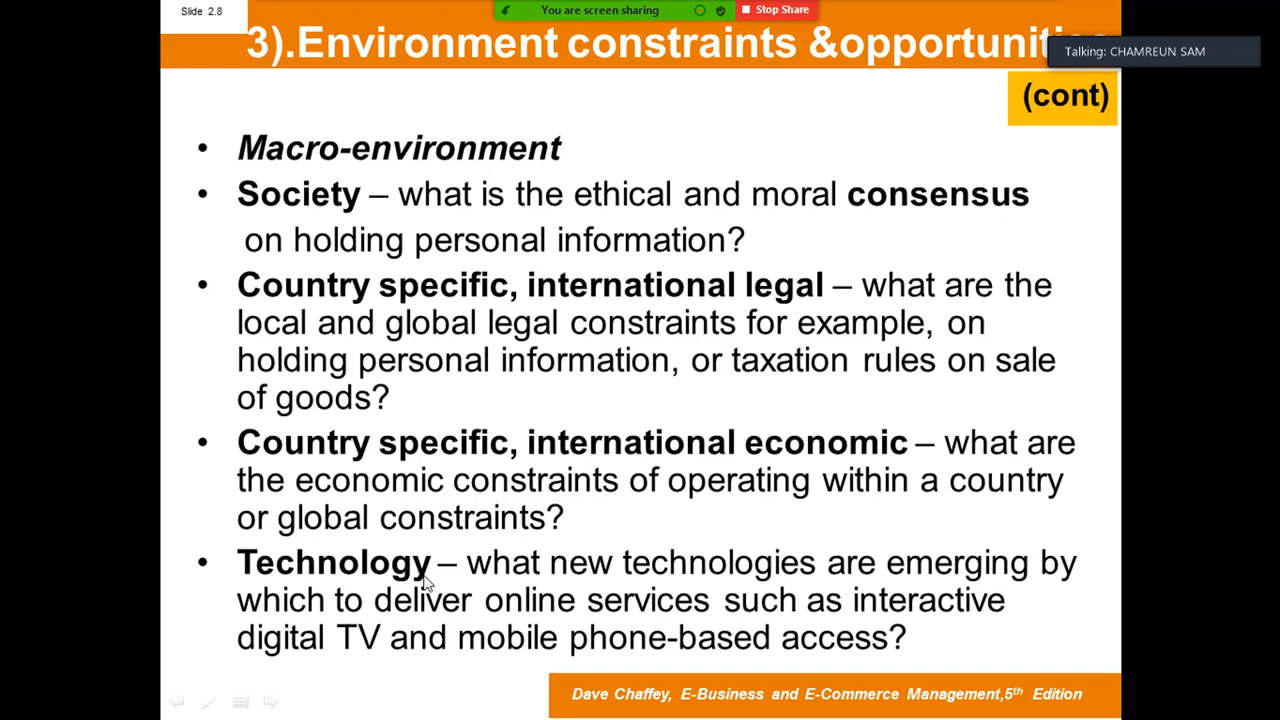 Slide 2.8
You are screen sharing
Stop Share
3).Environment constraints &opportuniti
Talking: CHAMREUN SAM
(cont)
• Macro-environment
• Society – what is the ethical and moral consensus
on holding personal information?
• Country specific, international legal – what are the
local and global legal constraints for example, on
holding personal information, or taxation rules on sale
of goods?
• Country specific, international economic – what are
the economic constraints of operating within a country
or global constraints?
• Technology – what new technologies are emerging by
which to deliver online services such as interactive
digital TV and mobile phone-based access?
Dave Chaffey, E-Business and E-Commerce Management,5th Edition